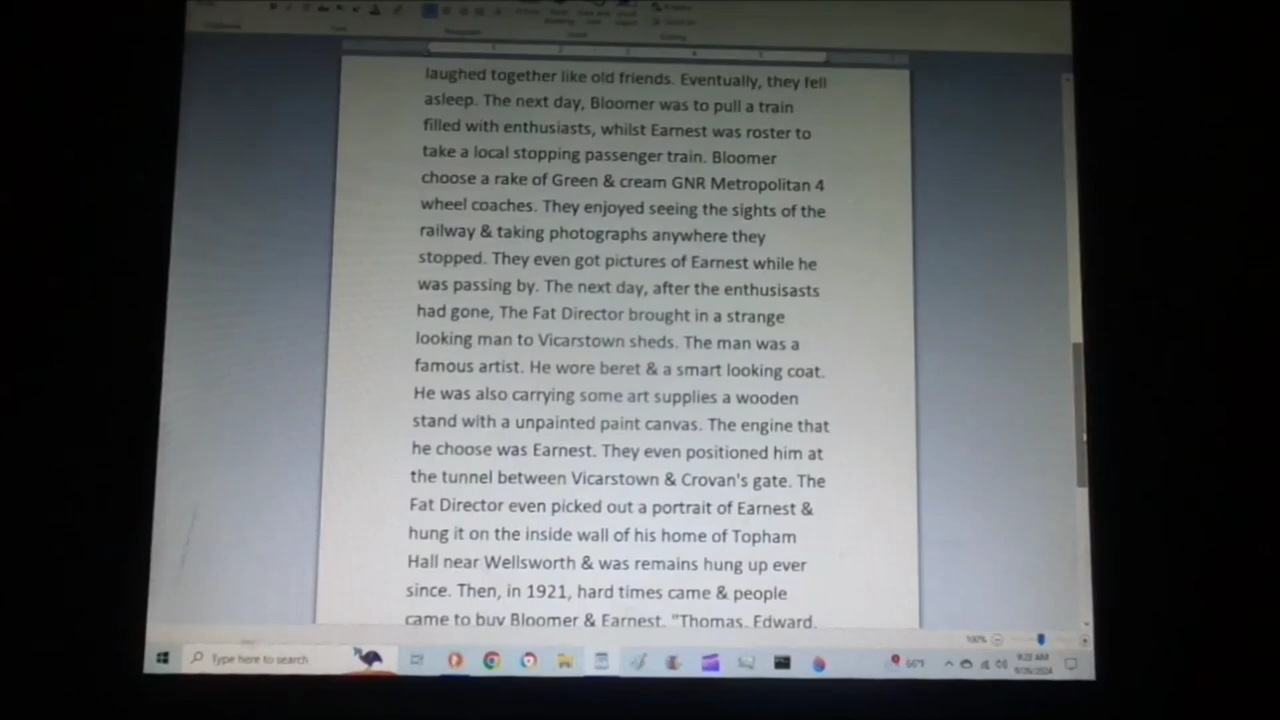 laughed together like old friends. Eventually, they fell
asleep. The next day, Bloomer was to pull a train
filled with enthusiasts, whilst Earnest was roster to
take a local stopping passenger train. Bloomer
choose a rake of Green & cream GNR Metropolitan 4
wheel coaches. They enjoyed seeing the sights of the
railway & taking photographs anywhere they
stopped. They even got pictures of Earnest while he
was passing by. The next day, after the enthusisasts
had gone, The Fat Director brought in a strange
looking man to Vicarstown sheds. The man was a
famous artist. He wore beret & a smart looking coat.
He was also carrying some art supplies a wooden
stand with a unpainted paint canvas. The engine that
he choose was Earnest. They even positioned him at
the tunnel between Vicarstown & Crovan's gate. The
Fat Director even picked out a portrait of Earnest &
hung it on the inside wall of his home of Topham
Hall near Wellsworth & was remains hung up ever
since. Then, in 1921, hard times came & people
came to buy Bloomer & Earnest. "Thomas, Edward,
100%
Type here to search
66°F
9:20 AM
9/26/2024